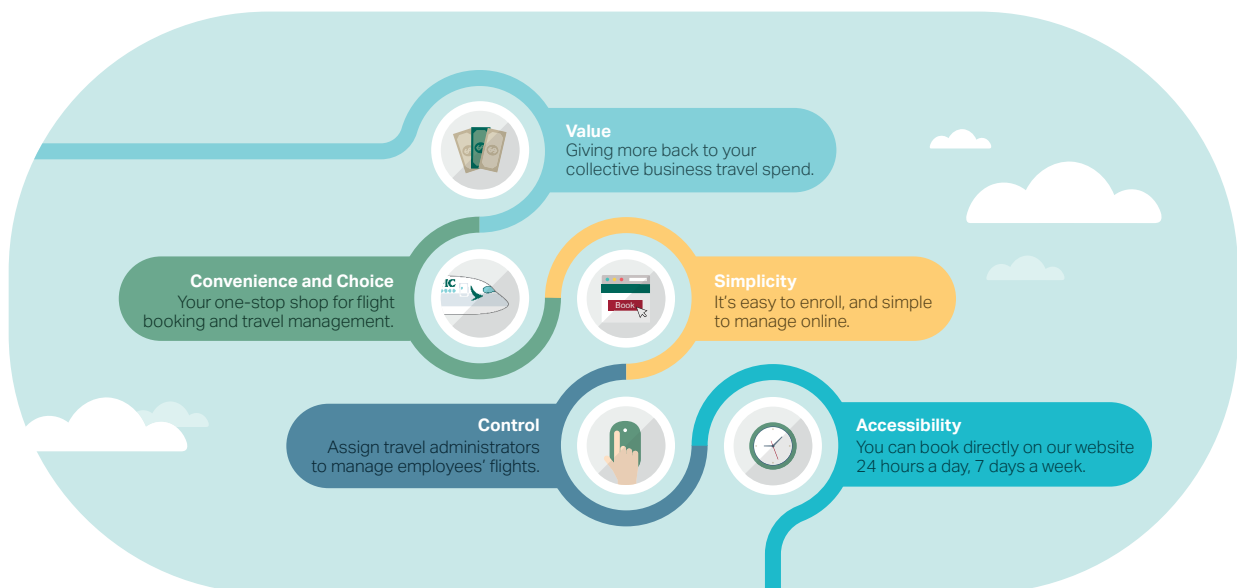 Value
Giving more back to your
collective business travel spend.
Convenience and Choice
Your one-stop shop for flight
booking and travel management.
IC
Simplicity
It's easy to enroll, and simple
to manage online.
Book
Control
Assign travel administrators
to manage employees’ flights.
Accessibility
You can book directly on our website
24 hours a day, 7 days a week.